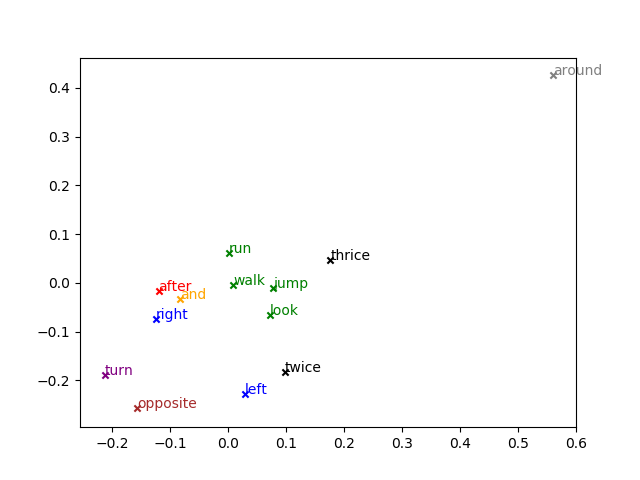 around
0.4
0.3
0.2
0.1
run
thrice
walk
jump
0.0
after
and
look
right
−0.1
twice
turn
−0.2
left
opposite
−0.2 −0.1 0.0 0.1 0.2 0.3 0.4 0.5 0.6